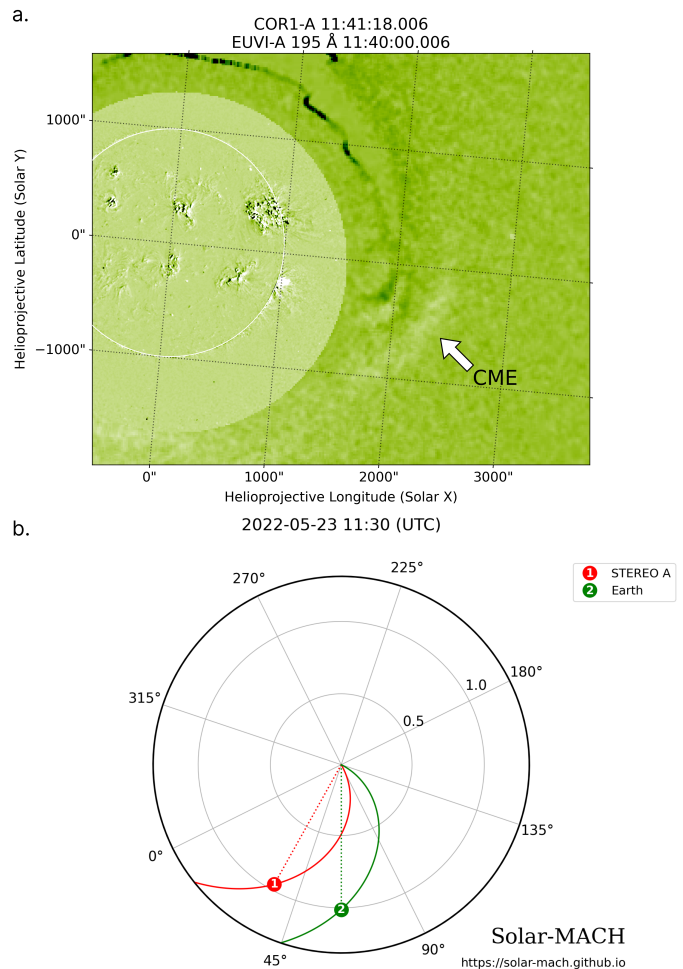 a.
COR1-A 11:41:18.006
EUVI-A 195 Å 11:40:00.006
1000"
0"
−1000"
Helioprojective Latitude (Solar Y)
CME
0"
1000"
2000"
3000"
Helioprojective Longitude (Solar X)
b.
2022-05-23 11:30 (UTC)
225°
270°
180°
315°
1.0
0.5
135°
0°
45°
90°
1 STEREO A
2 Earth
1
2
Solar-MACH
https://solar-mach.github.io